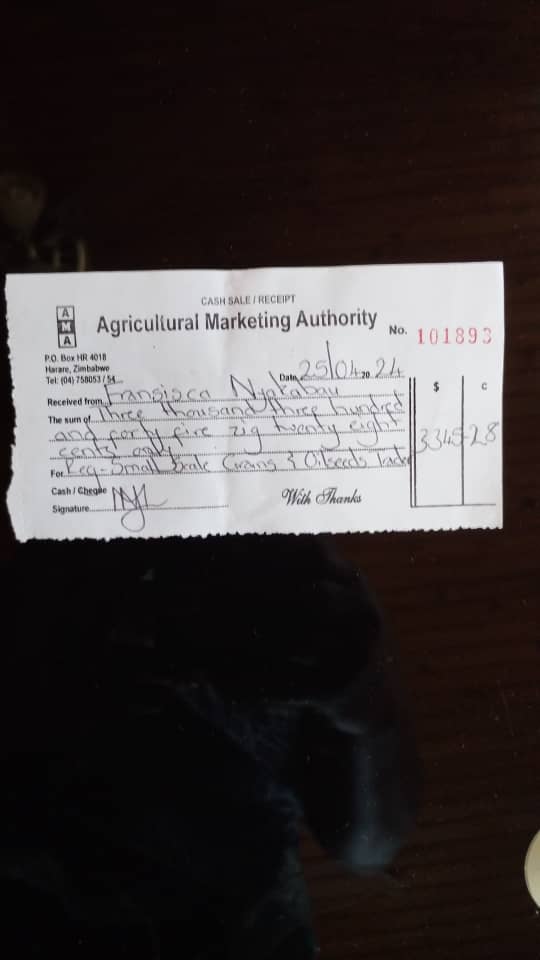 CASH SALE / RECEIPT
A
M
A
Agricultural Marketing Authority
No. 101893
P.O. Box HR 4018
Harare, Zimbabwe
Tel: (04) 758053 / 54
Date 25/04 20 24
$ c
Received from Fransisca
The sum of Three thousand three hundred
and forty five zig twenty eight
cents only
3345-28
For Reg - Small Scale Grains & Oilseeds Trader
Cash / Cheque
Signature
With Thanks